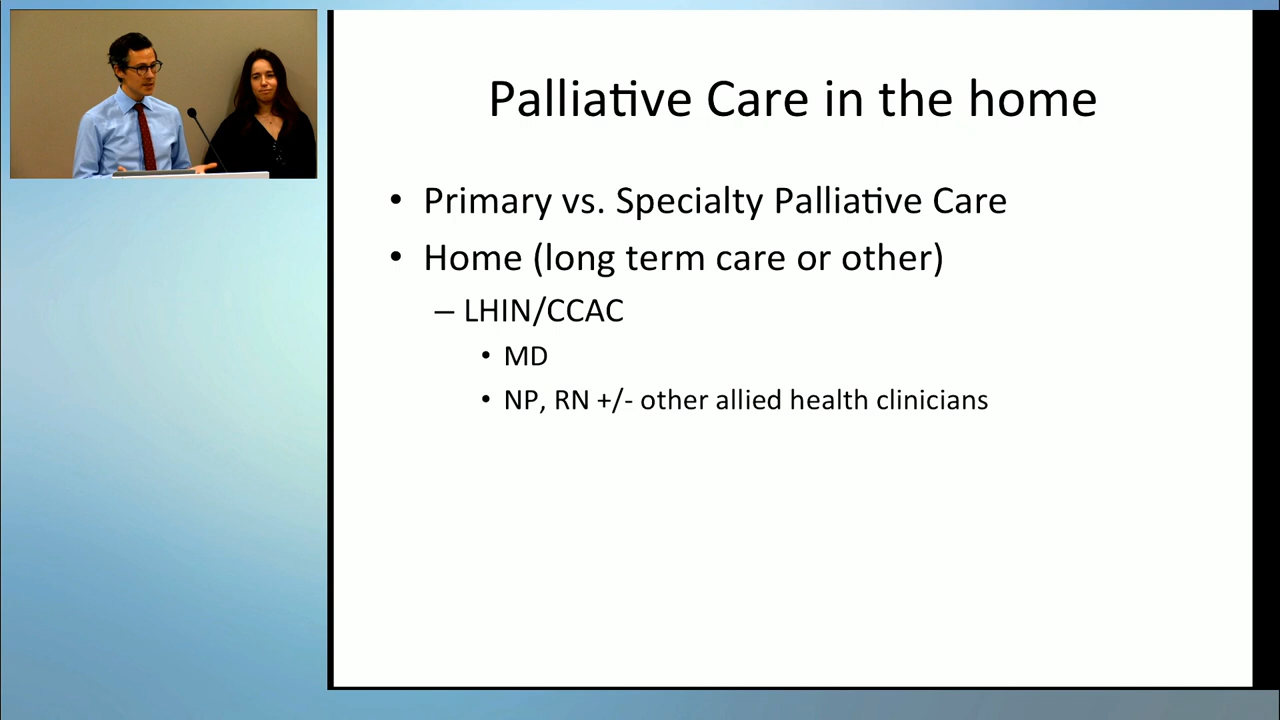 Palliative Care in the home
• Primary vs. Specialty Palliative Care
• Home (long term care or other)
– LHIN/CCAC
• MD
• NP, RN +/- other allied health clinicians